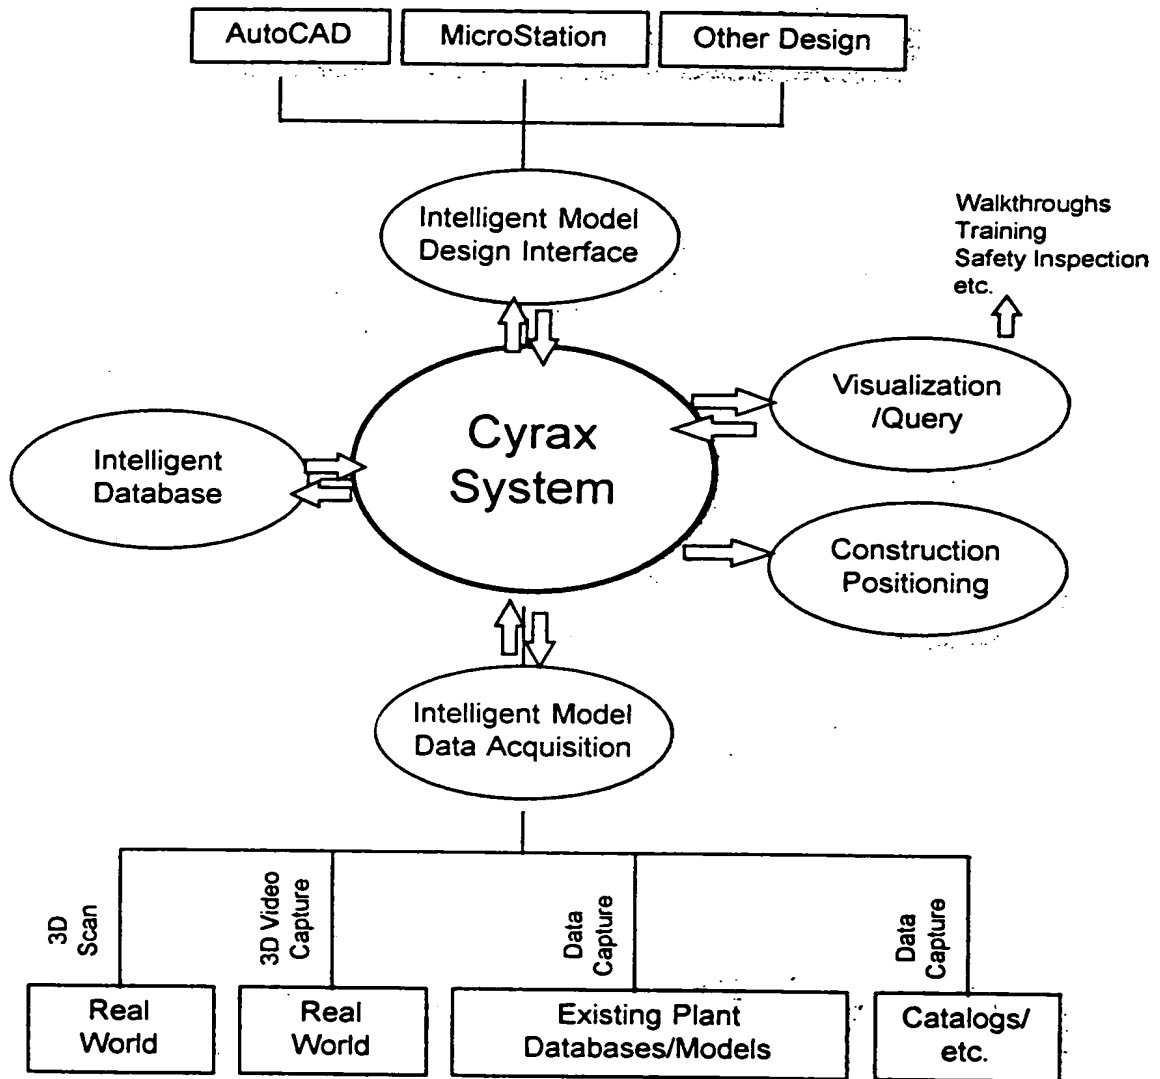 AutoCAD
MicroStation
Other Design
Intelligent Model
Design Interface
Walkthroughs
Training
Safety Inspection
etc.
Visualization
/Query
Cyrax
System
Intelligent
Database
Construction
Positioning
Intelligent Model
Data Acquisition
3D
Scan
3D Video
Capture
Data
Capture
Data
Capture
Real
World
Real
World
Existing Plant
Databases/Models
Catalogs/
etc.